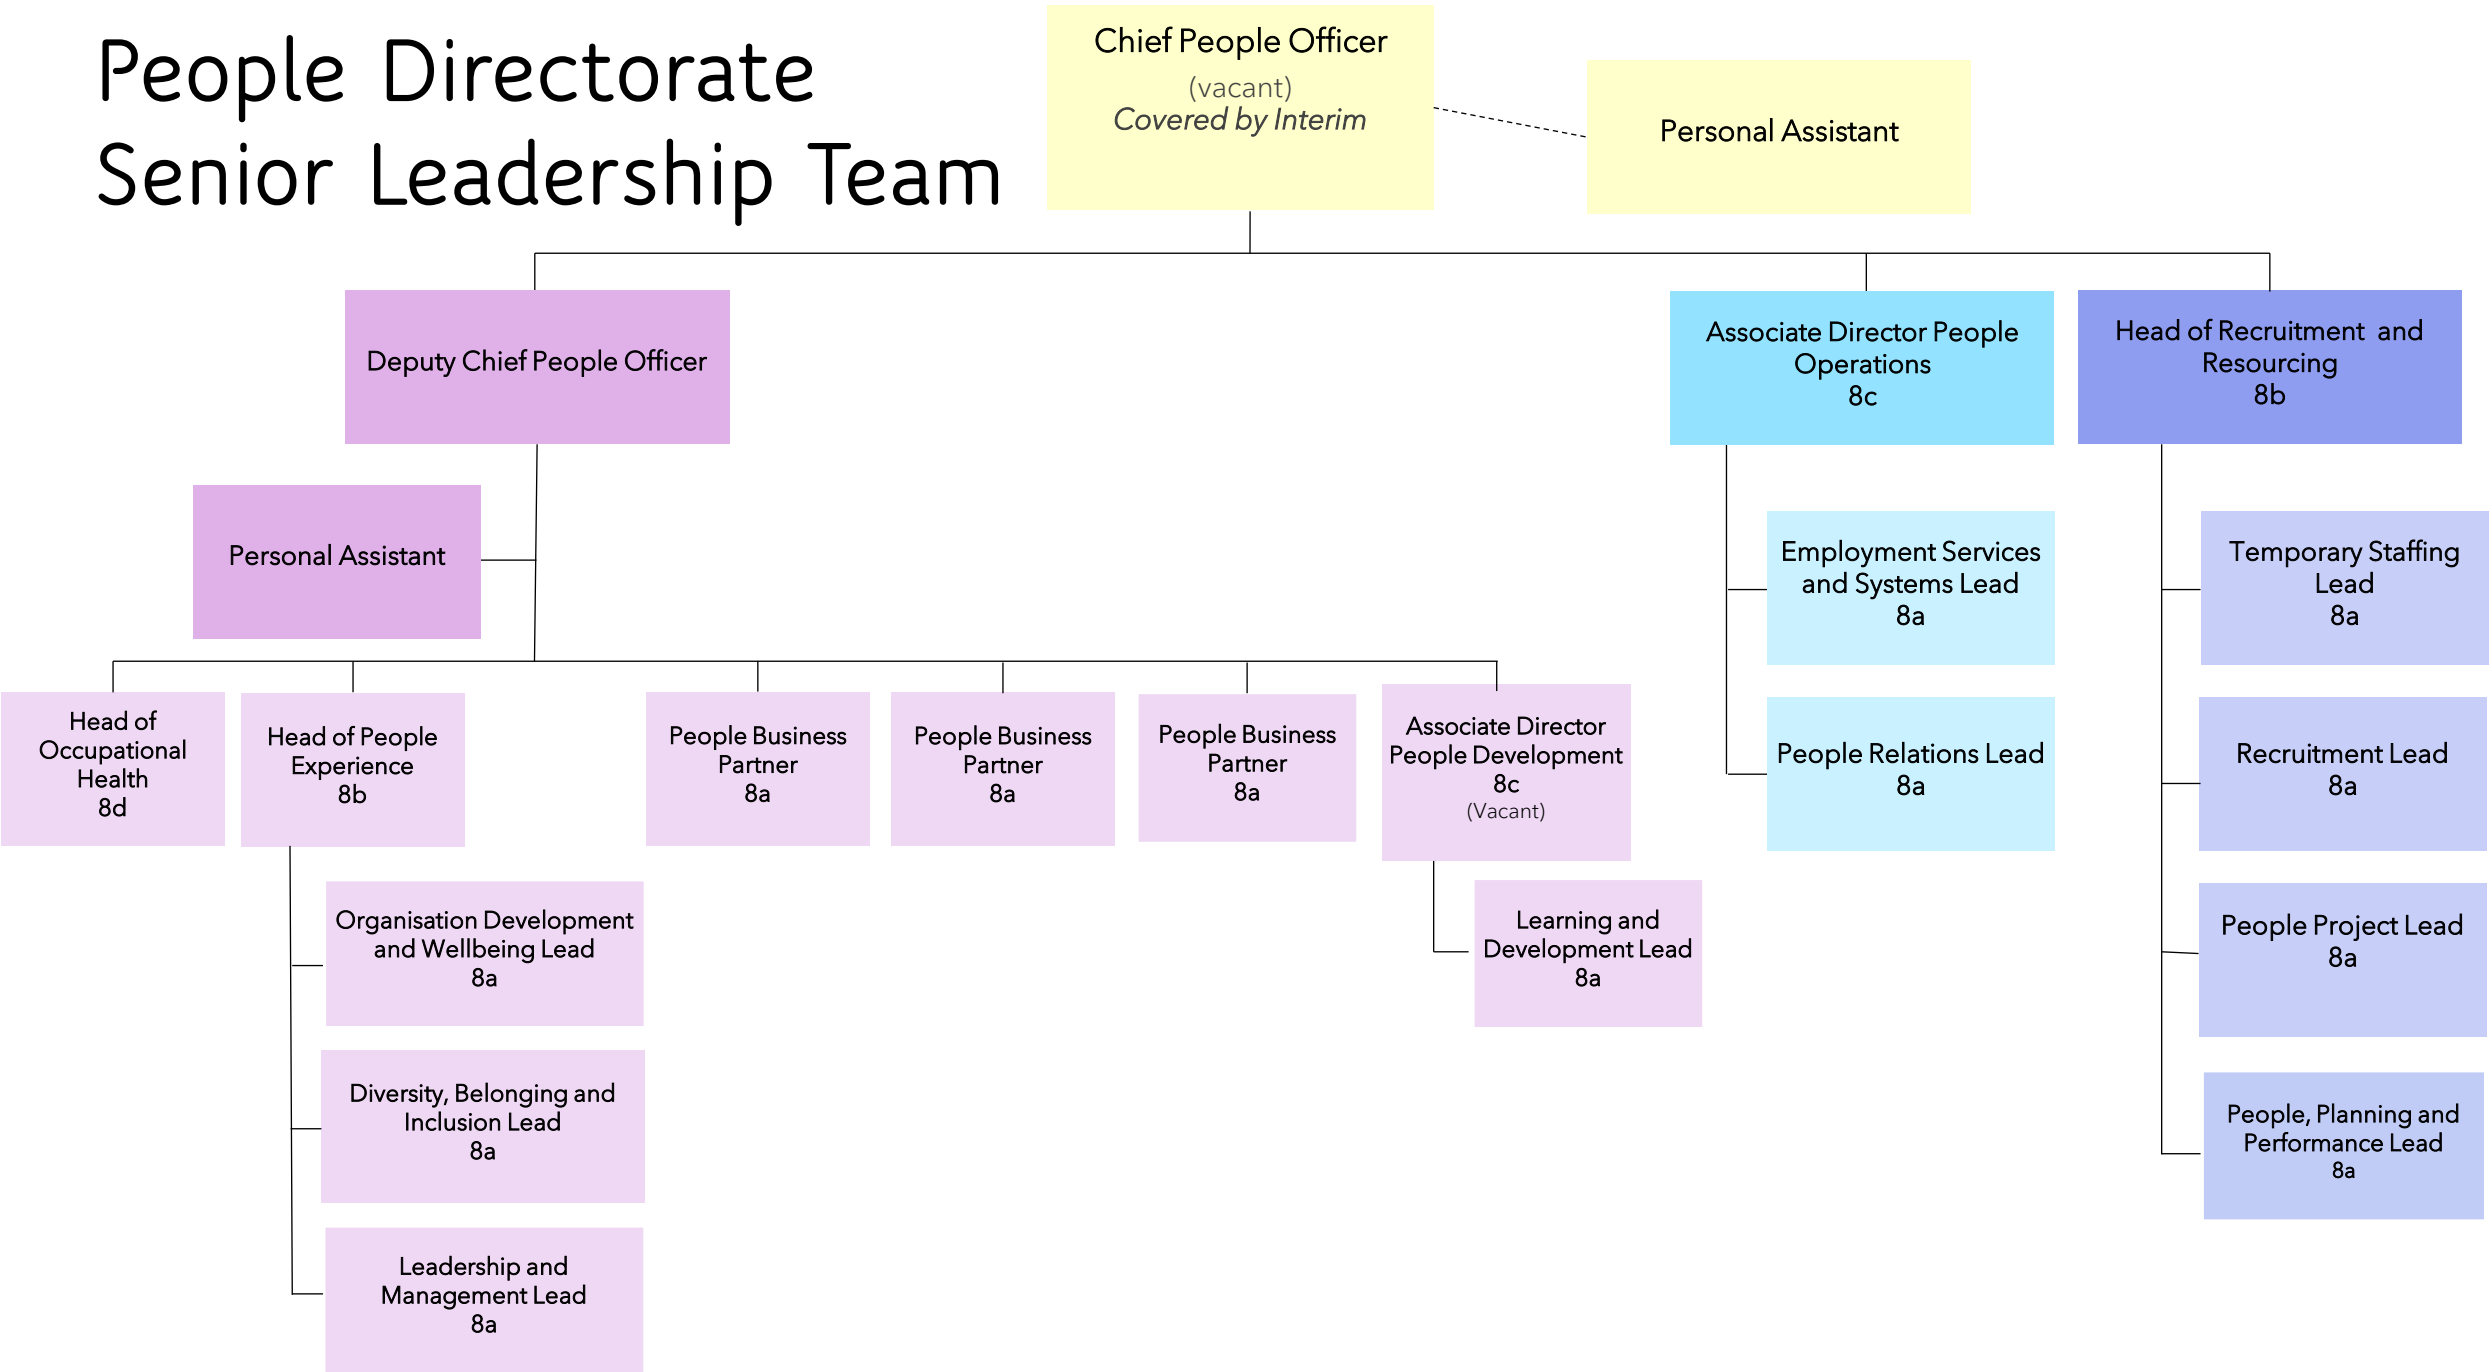 People Directorate
Senior Leadership Team
Chief People Officer
(vacant)
Covered by Interim
Personal Assistant
Deputy Chief People Officer
Associate Director People
Operations
8c
Head of Recruitment and
Resourcing
8b
Personal Assistant
Employment Services
and Systems Lead
8a
Temporary Staffing
Lead
8a
Head of
Occupational
Health
8d
Head of People
Experience
8b
People Business
Partner
8a
People Business
Partner
8a
People Business
Partner
8a
Associate Director
People Development
8c
(Vacant)
People Relations Lead
8a
Recruitment Lead
8a
Organisation Development
and Wellbeing Lead
8a
Learning and
Development Lead
8a
People Project Lead
8a
Diversity, Belonging and
Inclusion Lead
8a
People, Planning and
Performance Lead
8a
Leadership and
Management Lead
8a